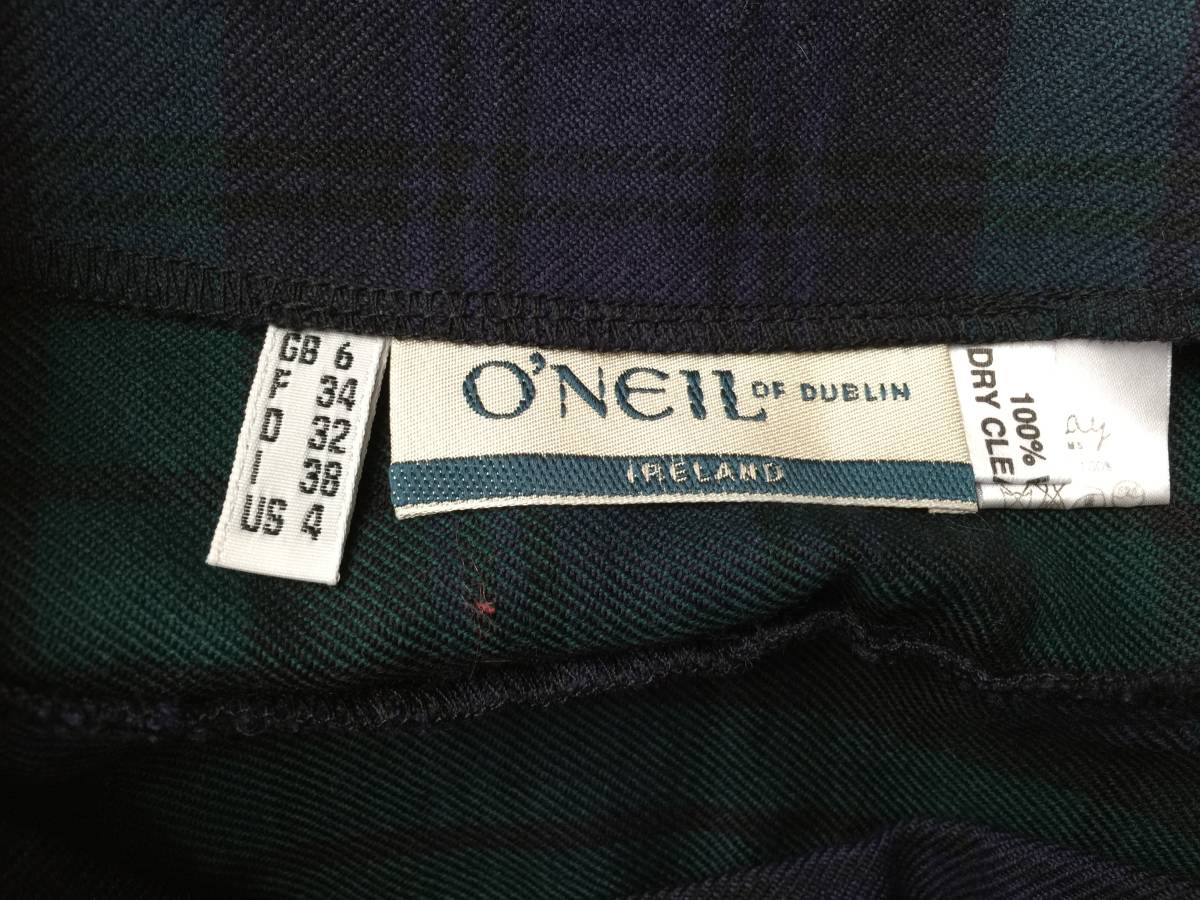 GB 6
F 34
D 32
I 38
US 4
O'NEIL OF DUBLIN
IRELAND
100%
DRY CLEA